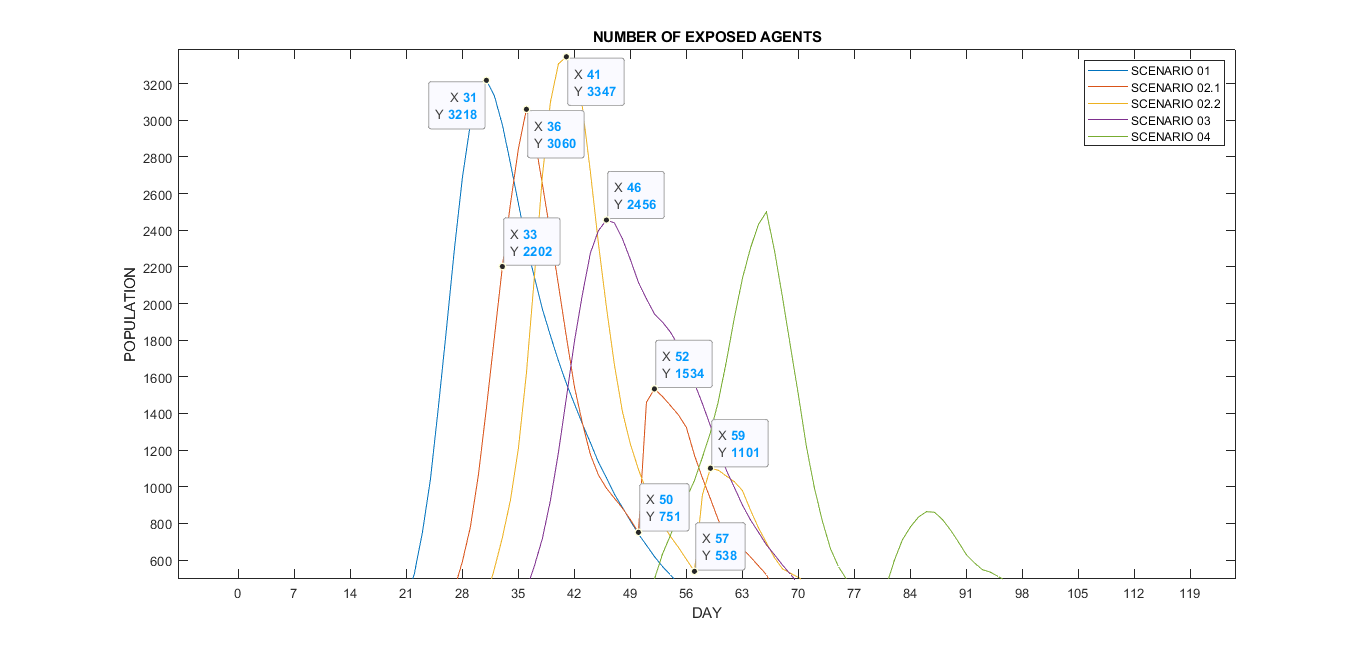 NUMBER OF EXPOSED AGENTS
SCENARIO 01
SCENARIO 02.1
SCENARIO 02.2
SCENARIO 03
SCENARIO 04
X 31
Y 3218
X 36
Y 3060
X 41
Y 3347
X 33
Y 2202
X 46
Y 2456
X 52
Y 1534
X 59
Y 1101
X 50
Y 751
X 57
Y 538
POPULATION
3200
3000
2800
2600
2400
2200
2000
1800
1600
1400
1200
1000
800
600
0 7 14 21 28 35 42 49 56 63 70 77 84 91 98 105 112 119
DAY